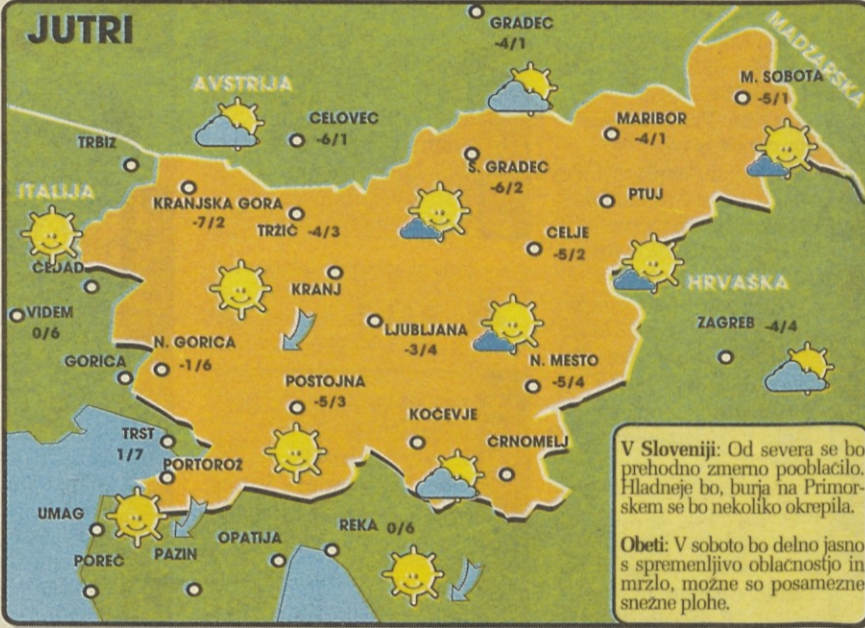 JUTRI
GRADEC
-4/1
MADŽARSKA
AVSTRIJA
M. SOBOTA
-5/1
CELOVEC
-6/1
MARIBOR
-4/1
TRBIŽ
S. GRADEC
-6/2
ITALIJA
KRANJSKA GORA
-7/2
PTUJ
TRŽIČ -4/3
CELJE
-5/2
ČEDAD
HRVAŠKA
KRANJ
VIDEM
0/6
ZAGREB -4/4
LJUBLJANA
-3/4
N. GORICA
-1/6
GORICA
N. MESTO
-5/4
POSTOJNA
-5/3
KOČEVJE
TRST
1/7
ČRNOMELJ
PORTOROŽ
UMAG
REKA 0/6
OPATIJA
PAZIN
POREČ
V Sloveniji: Od severa se bo
prehodno zmerno pooblačilo.
Hladneje bo, burja na Primor-
skem se bo nekoliko okrepila.
Obeti: V soboto bo delno jasno
s spremenljivo oblačnostjo in
mrzlo, možne so posamezne
snežne plohe.